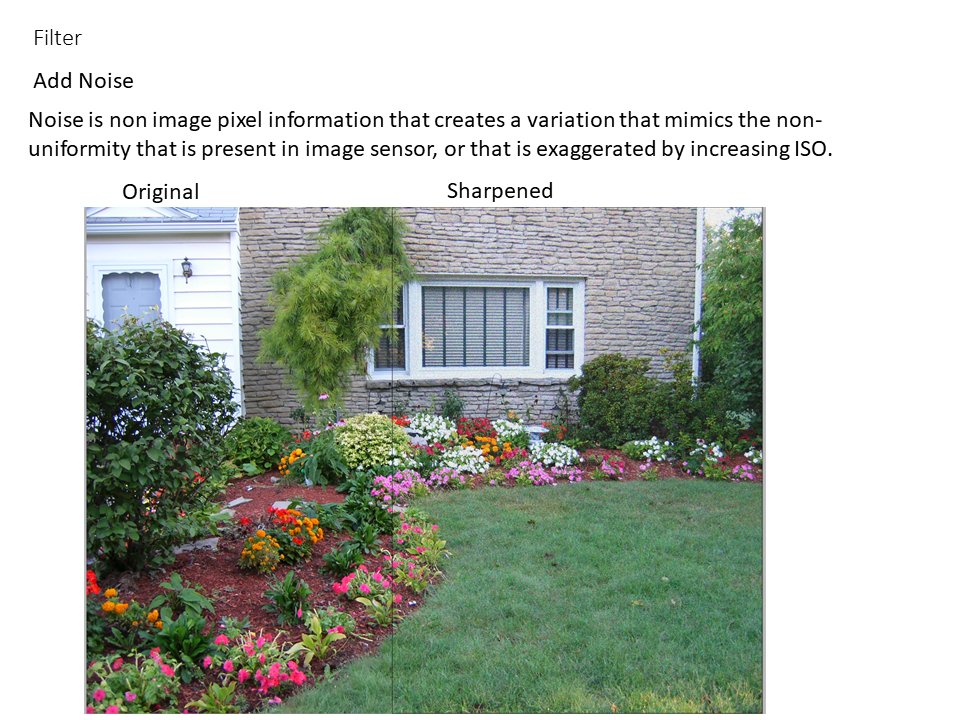 Filter
Add Noise
Noise is non image pixel information that creates a variation that mimics the non-
uniformity that is present in image sensor, or that is exaggerated by increasing ISO.
Original Sharpened